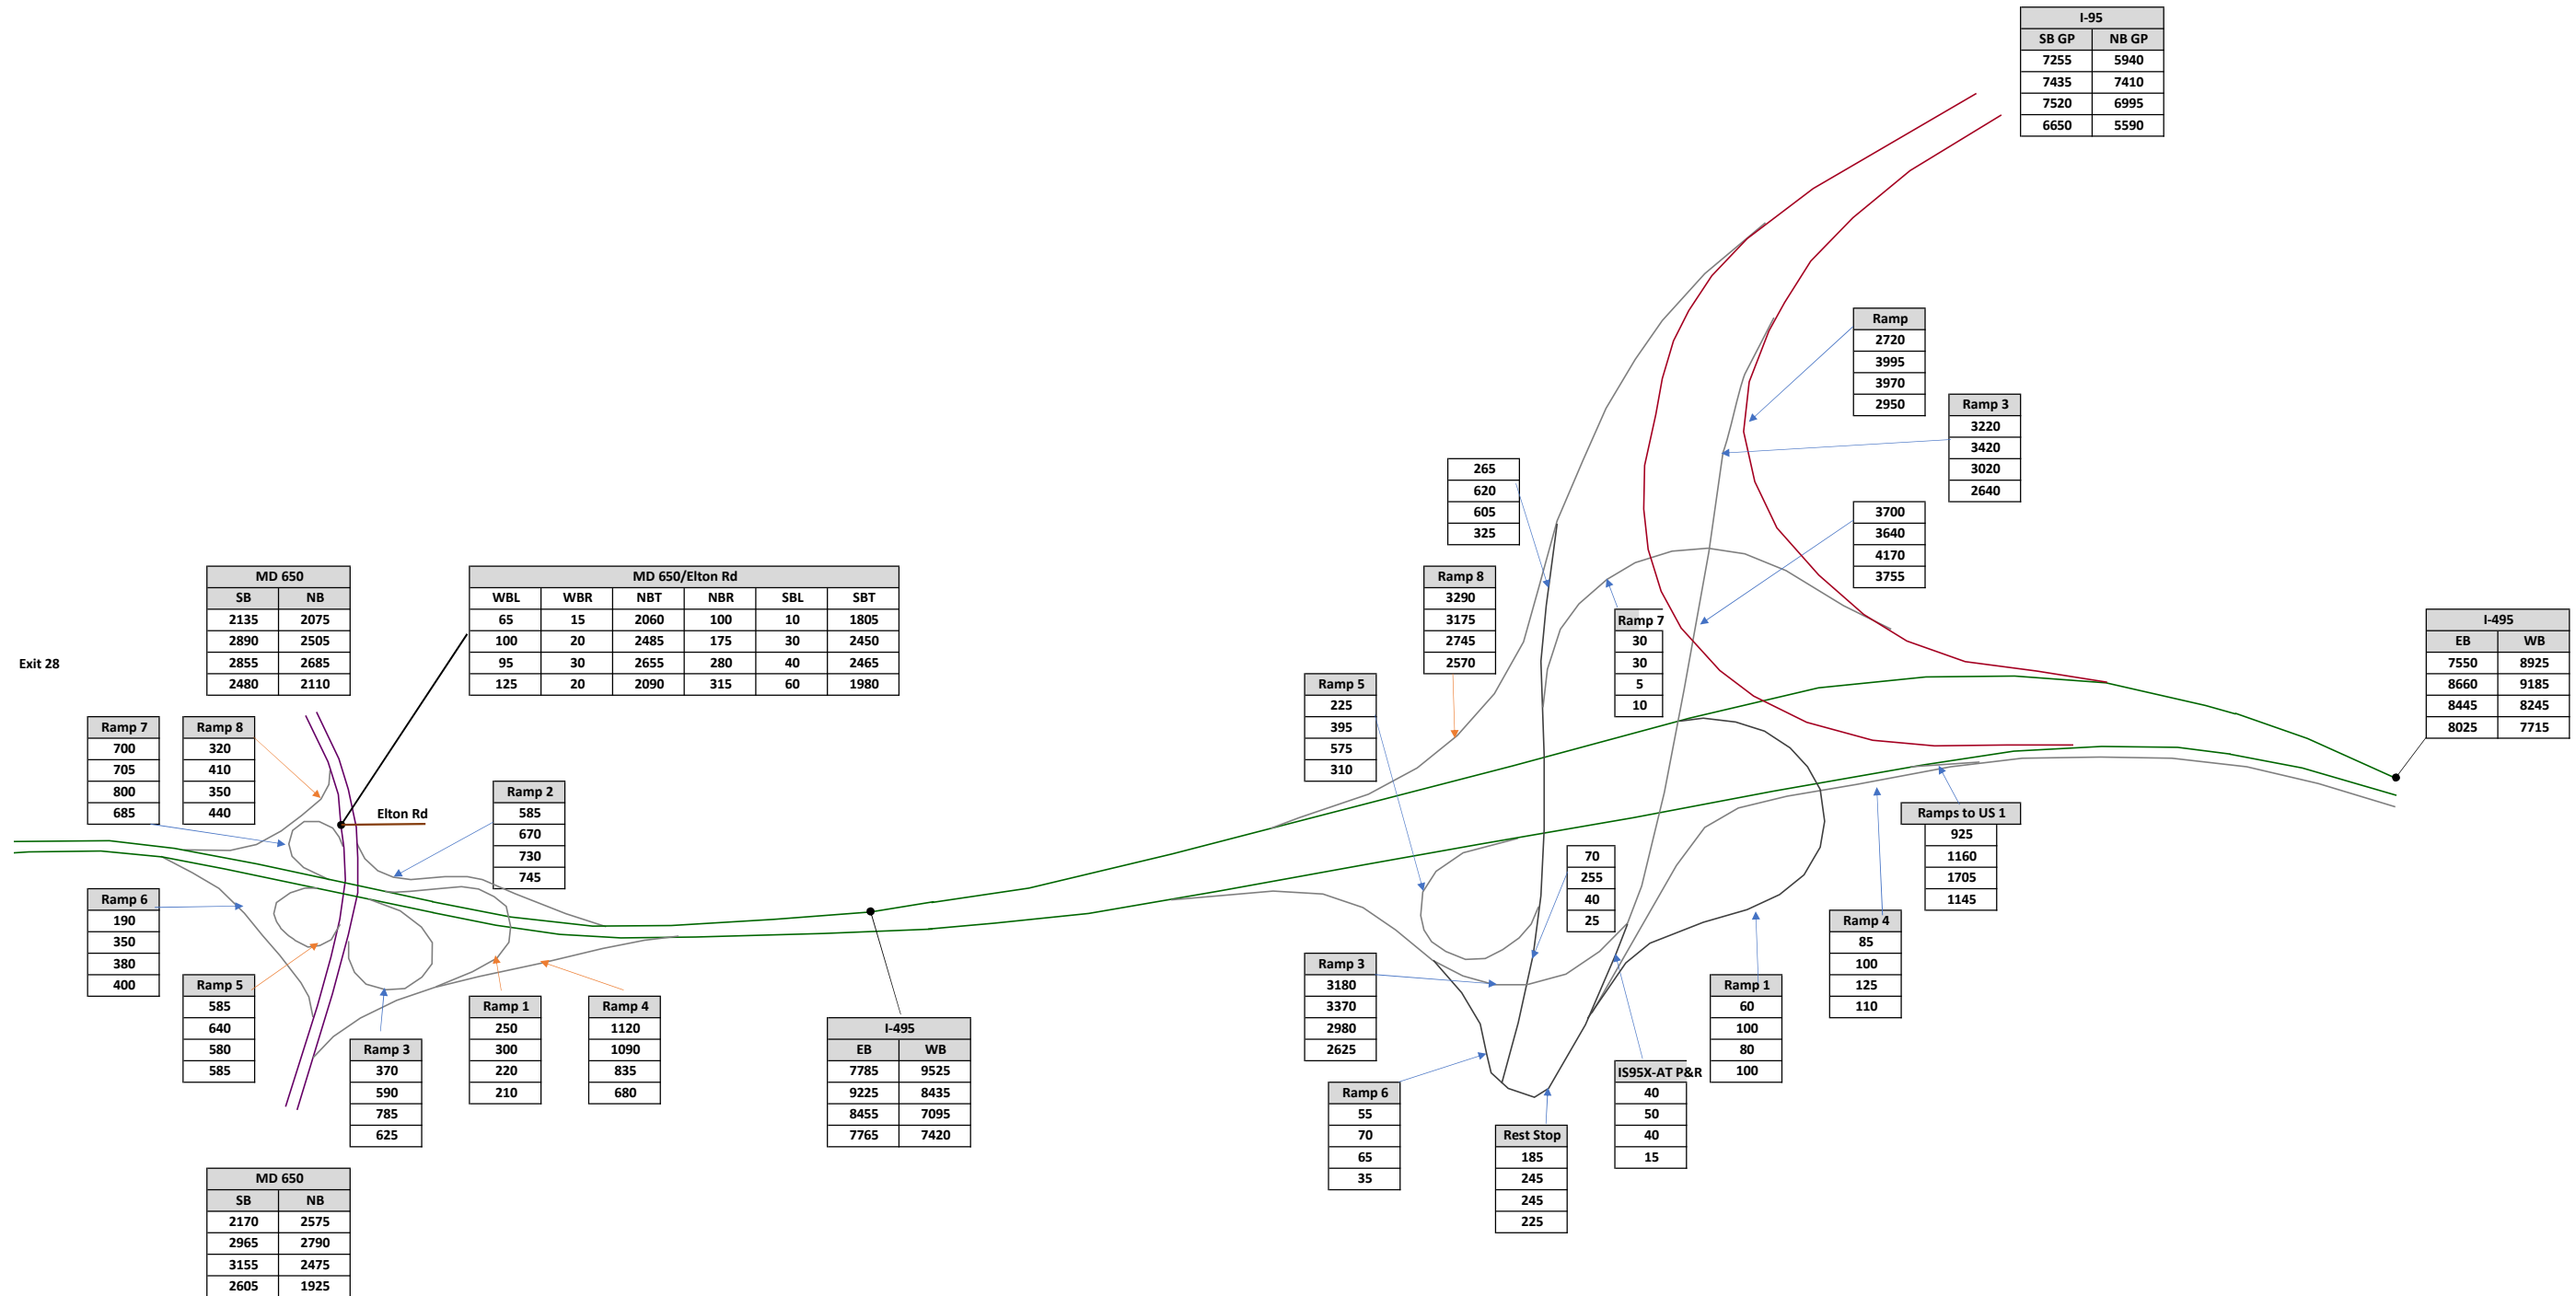 I-95
SB GP NB GP
7255 5940
7435 7410
7520 6995
6650 5590
Ramp
2720
3995
3970
2950
Ramp 3
3220
3420
3020
2640
265
620
605
325
3700
3640
4170
3755
MD 650
SB NB
2135 2075
2890 2505
2855 2685
2480 2110
MD 650/Elton Rd
WBL WBR NBT NBR SBL SBT
65 15 2060 100 10 1805
100 20 2485 175 30 2450
95 30 2655 280 40 2465
125 20 2090 315 60 1980
Ramp 8
3290
3175
2745
2570
Ramp 7
30
30
5
10
I-495
EB WB
7550 8925
8660 9185
8445 8245
8025 7715
Exit 28
Ramp 5
225
395
575
310
Ramp 7
700
705
800
685
Ramp 8
320
410
350
440
Ramp 2
585
670
730
745
Elton Rd
Ramps to US 1
925
1160
1705
1145
70
255
40
25
Ramp 6
190
350
380
400
Ramp 4
85
100
125
110
Ramp 3
3180
3370
2980
2625
Ramp 5
585
640
580
585
Ramp 1
60
100
80
100
Ramp 1
250
300
220
210
Ramp 4
1120
1090
835
680
I-495
EB WB
7785 9525
9225 8435
8455 7095
7765 7420
Ramp 3
370
590
785
625
IS95X-AT P&R
40
50
40
15
Ramp 6
55
70
65
35
Rest Stop
185
245
245
225
MD 650
SB NB
2170 2575
2965 2790
3155 2475
2605 1925